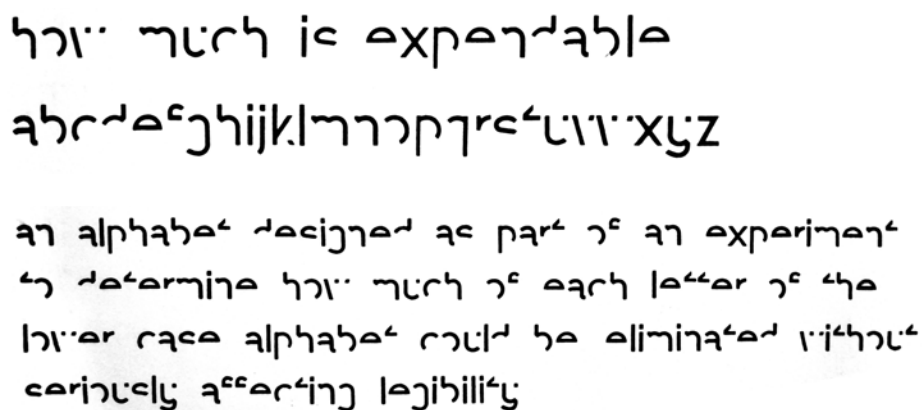 how much is expendable
abcdefghijklmnopqrstuvwxyz
an alphabet designed as part of an experiment
to determine how much of each letter of the
lower case alphabet could be eliminated without
seriously affecting legibility